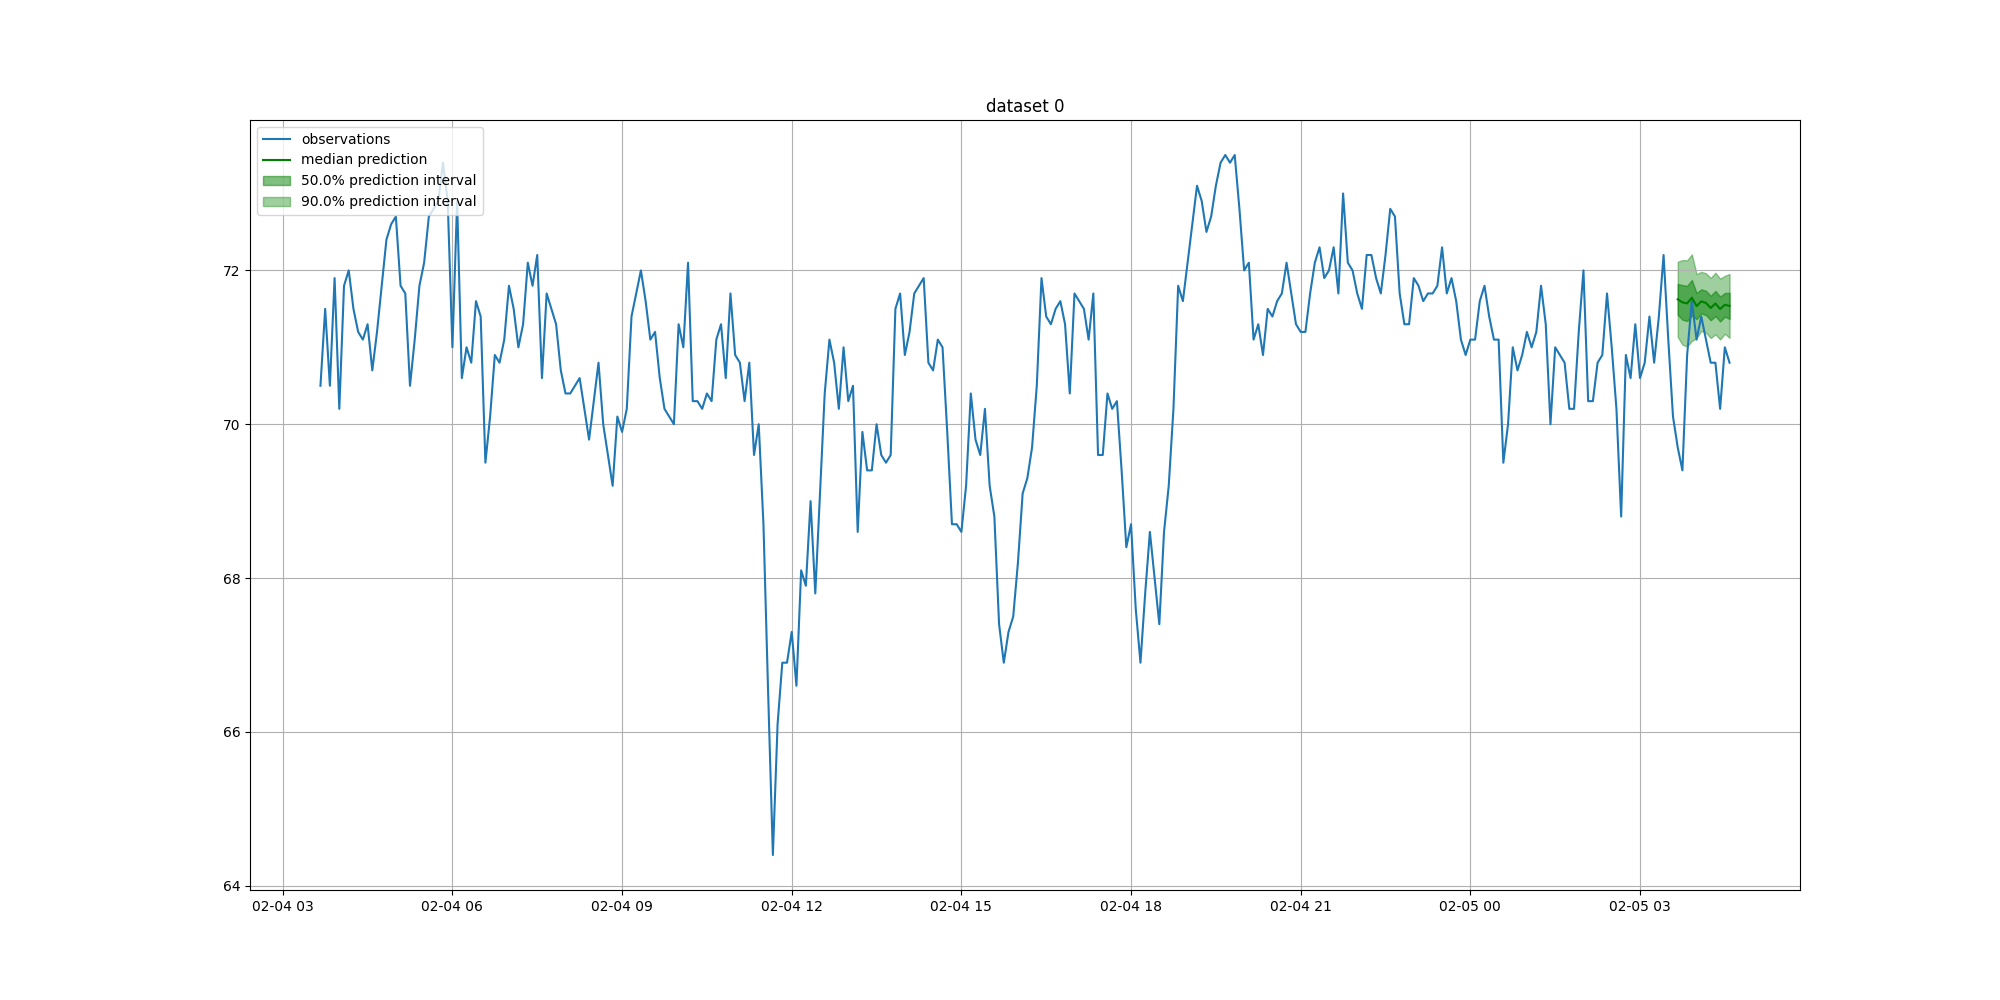 dataset 0
observations
median prediction
50.0% prediction interval
90.0% prediction interval
72
70
68
66
64
02-04 03
02-04 06
02-04 09
02-04 12
02-04 15
02-04 18
02-04 21
02-05 00
02-05 03